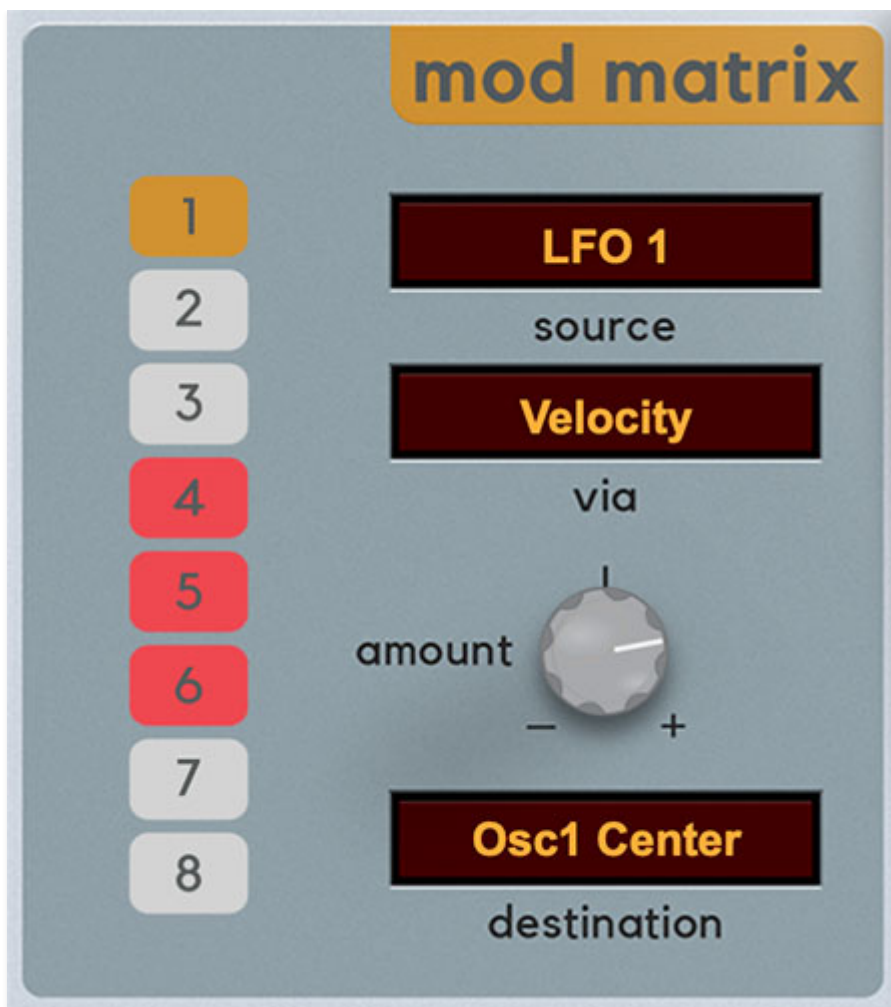 mod matrix
1
2
3
4
5
6
7
8
LFO 1
source
Velocity
via
amount
– +
Osc1 Center
destination